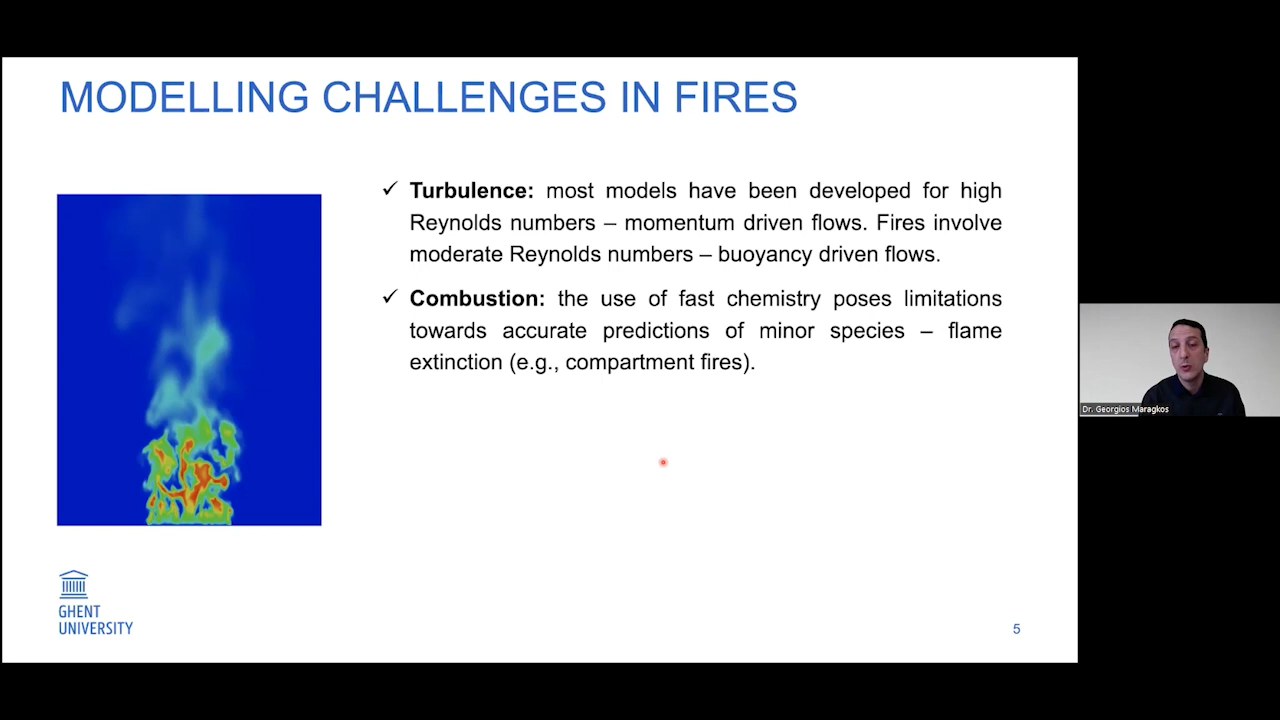 MODELLING CHALLENGES IN FIRES
✓ Turbulence: most models have been developed for high
Reynolds numbers – momentum driven flows. Fires involve
moderate Reynolds numbers – buoyancy driven flows.
✓ Combustion: the use of fast chemistry poses limitations
towards accurate predictions of minor species – flame
extinction (e.g., compartment fires).
Dr. Georgios Maragkos
GHENT
UNIVERSITY
5